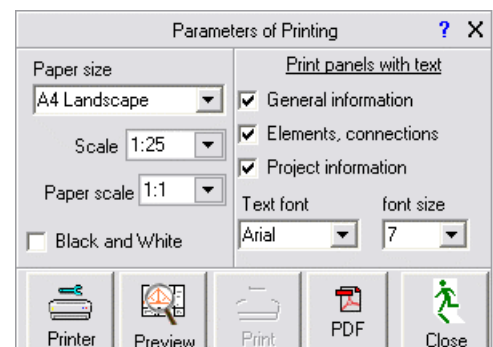 Parameters of Printing ? X
Paper size
A4 Landscape
Scale 1:25
Paper scale 1:1
Black and White
Print panels with text
General information
Elements, connections
Project information
Text font font size
Arial 7
Printer Preview Print PDF Close